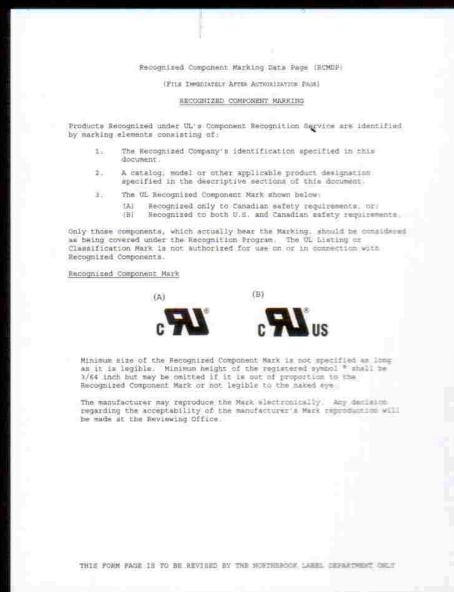 Recognized Component Marking Data Page (RCMDP)
(FILE IMMEDIATELY AFTER AUTHORIZATION PAGE)
RECOGNIZED COMPONENT MARKING
Products Recognized under UL's Component Recognition Service are identified
by marking elements consisting of:
1. The Recognized Company's identification specified in this
document.
2. A catalog, model or other applicable product designation
specified in the descriptive sections of this document.
3. The UL Recognized Component Mark shown below:
(A) Recognized only to Canadian safety requirements, or;
(B) Recognized to both U.S. and Canadian safety requirements.
Only those components, which actually bear the Marking, should be considered
as being covered under the Recognition Program. The UL Listing or
Classification Mark is not authorized for use on or in connection with
Recognized Components.
Recognized Component Mark
(A) (B)
c RU ® c RU ® US
Minimum size of the Recognized Component Mark is not specified as long
as it is legible. Minimum height of the registered symbol ® shall be
3/64 inch but may be omitted if it is out of proportion to the
Recognized Component Mark or not legible to the naked eye.
The manufacturer may reproduce the Mark electronically. Any decision
regarding the acceptability of the manufacturer's Mark reproduction will
be made at the Reviewing Office.
THIS FORM PAGE IS TO BE REVISED BY THE NORTHBROOK LABEL DEPARTMENT ONLY